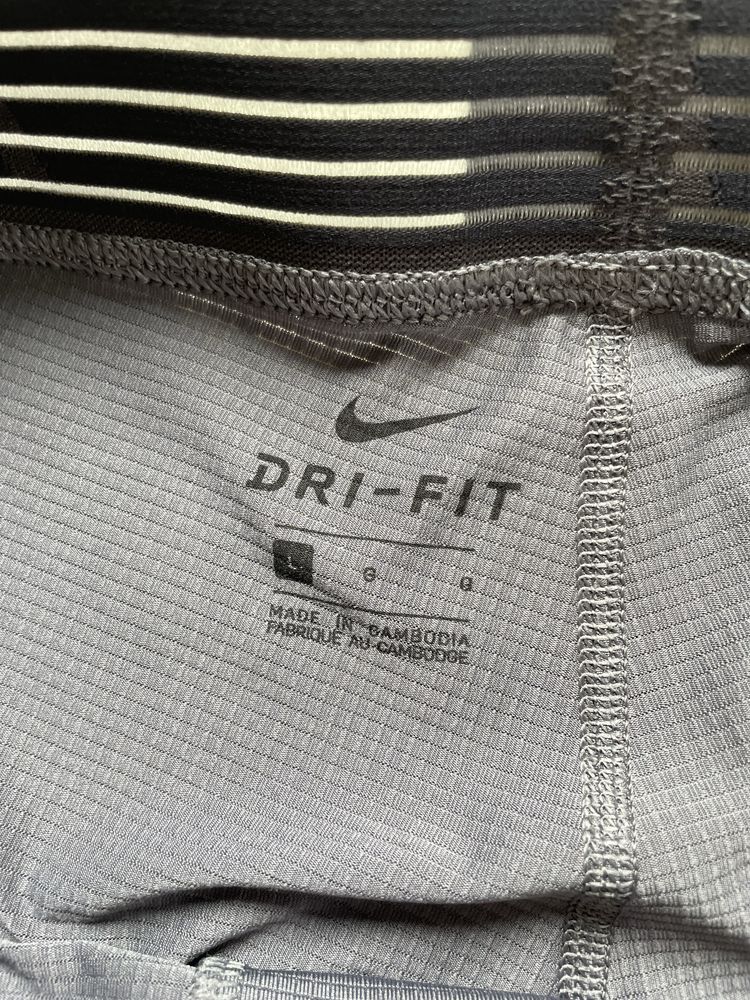 DRI-FIT
L G G
MADE IN CAMBODIA
FABRIQUE AU CAMBODGE